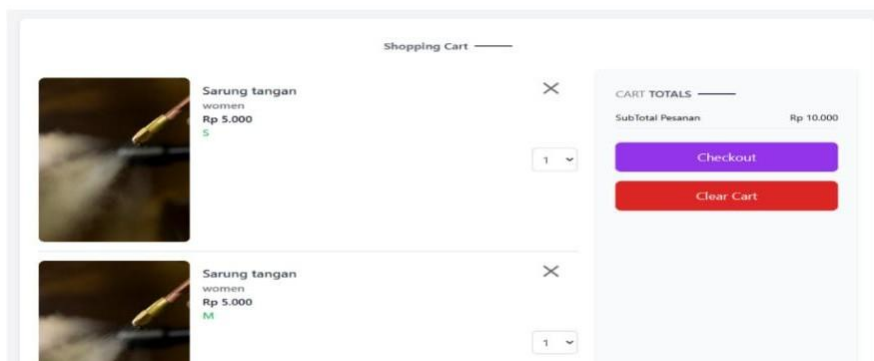 Shopping Cart
Sarung tangan
women
Rp 5.000
S
1
Sarung tangan
women
Rp 5.000
M
1
CART TOTALS
SubTotal Pesanan Rp 10.000
Checkout
Clear Cart